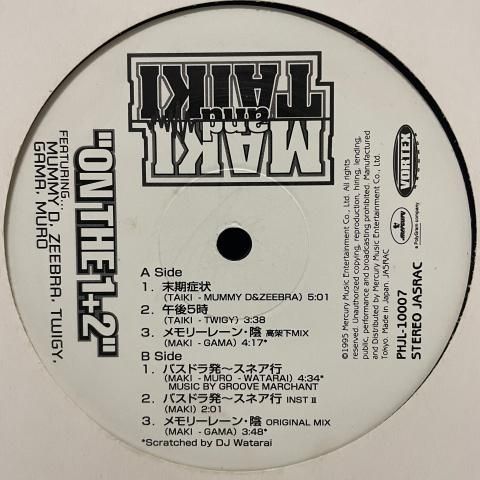 MAKI
and
TAIKI
"ON THE 1+2"
FEATURING...
MUMMY D, ZEEBRA, TWIGY,
GAMA, MURO
A Side
1. 末期症状
(TAIKI - MUMMY D&ZEEBRA) 5:01
2. 午後5時
(TAIKI - TWIGY) 3:38
3. メモリーレーン・陰 高架下MIX
(MAKI - GAMA) 4:17*
B Side
1. バスドラ発〜スネア行
(MAKI - MURO - WATARAI) 4:34*
MUSIC BY GROOVE MARCHANT
2. バスドラ発〜スネア行 INST II
(MAKI) 2:01
3. メモリーレーン・陰 ORIGINAL MIX
(MAKI - GAMA) 3:48*
*Scratched by DJ Watarai
VORTEX
mercury
a PolyGram company
©1995 Mercury Music Entertainment Co., Ltd. All rights
reserved. Unauthorized copying, reproduction, hiring, lending,
public, performance and broadcasting prohibited. Manufactured
and Distributed by Mercury Music Entertainment Co., Ltd.,
Tokyo. Made in Japan. JASRAC
PHJL-10007
STEREO JASRAC